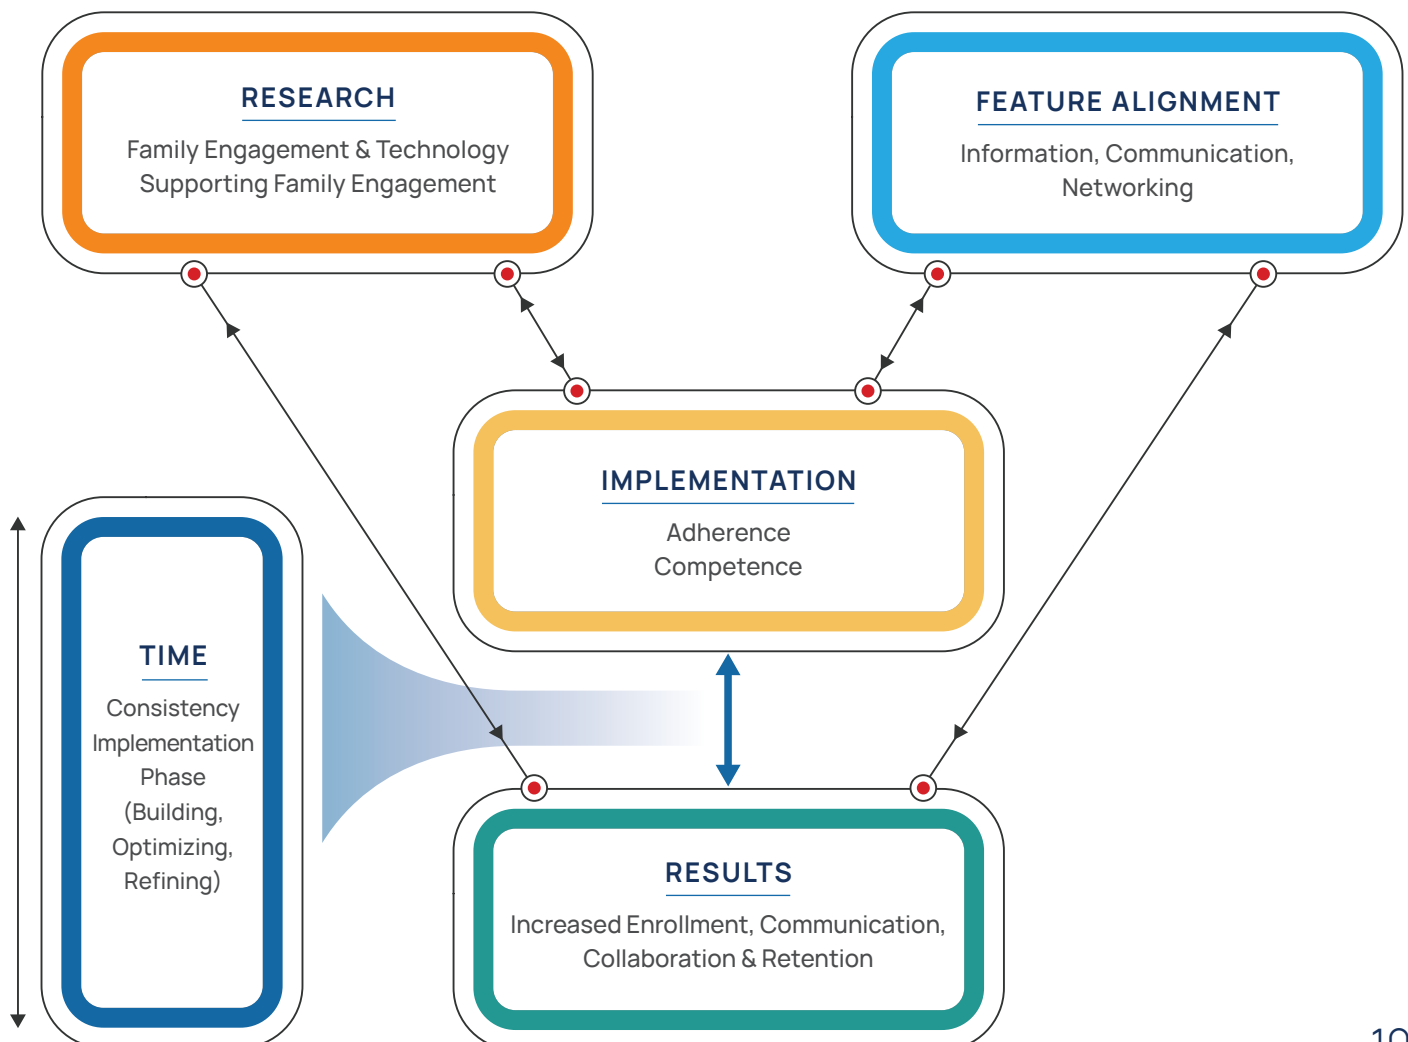 RESEARCH
Family Engagement & Technology
Supporting Family Engagement
FEATURE ALIGNMENT
Information, Communication,
Networking
IMPLEMENTATION
Adherence
Competence
TIME
Consistency
Implementation
Phase
(Building,
Optimizing,
Refining)
RESULTS
Increased Enrollment, Communication,
Collaboration & Retention